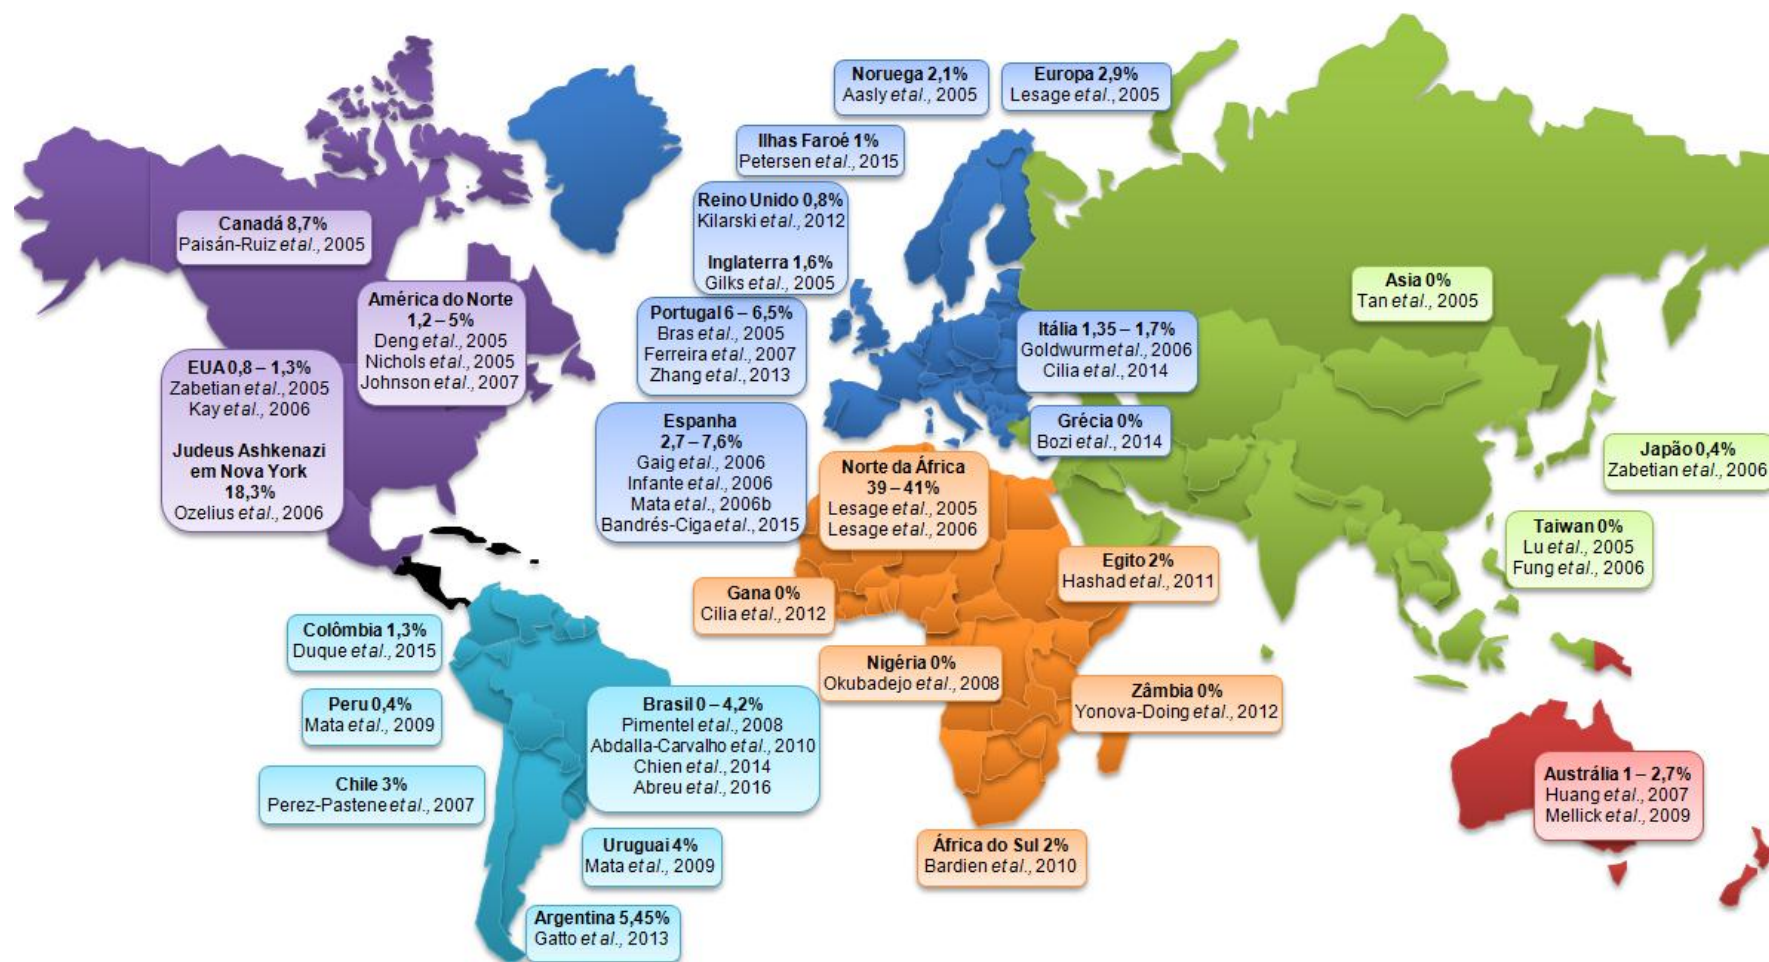 Noruega 2,1%
Aasly et al., 2005
Europa 2,9%
Lesage et al., 2005
Ilhas Faroé 1%
Petersen et al., 2015
Reino Unido 0,8%
Kilarski et al., 2012
Inglaterra 1,6%
Gilks et al., 2005
Canadá 8,7%
Paisán-Ruiz et al., 2005
América do Norte
1,2 – 5%
Deng et al., 2005
Nichols et al., 2005
Johnson et al., 2007
EUA 0,8 – 1,3%
Zabetian et al., 2005
Kay et al., 2006
Judeus Ashkenazi
em Nova York
18,3%
Ozelius et al., 2006
Portugal 6 – 6,5%
Bras et al., 2005
Ferreira et al., 2007
Zhang et al., 2013
Espanha
2,7 – 7,6%
Gaig et al., 2006
Infante et al., 2006
Mata et al., 2006b
Bandrés-Ciga et al., 2015
Itália 1,35 – 1,7%
Goldwurm et al., 2006
Cilia et al., 2014
Grécia 0%
Bozi et al., 2014
Asia 0%
Tan et al., 2005
Japão 0,4%
Zabetian et al., 2006
Taiwan 0%
Lu et al., 2005
Fung et al., 2006
Norte da África
39 – 41%
Lesage et al., 2005
Lesage et al., 2006
Egito 2%
Hashad et al., 2011
Gana 0%
Cilia et al., 2012
Nigéria 0%
Okubadejo et al., 2008
Zâmbia 0%
Yonova-Doing et al., 2012
África do Sul 2%
Bardien et al., 2010
Colômbia 1,3%
Duque et al., 2015
Peru 0,4%
Mata et al., 2009
Brasil 0 – 4,2%
Pimentel et al., 2008
Abdalla-Carvalho et al., 2010
Chien et al., 2014
Abreu et al., 2016
Chile 3%
Perez-Pastene et al., 2007
Uruguai 4%
Mata et al., 2009
Argentina 5,45%
Gatto et al., 2013
Austrália 1 – 2,7%
Huang et al., 2007
Mellick et al., 2009